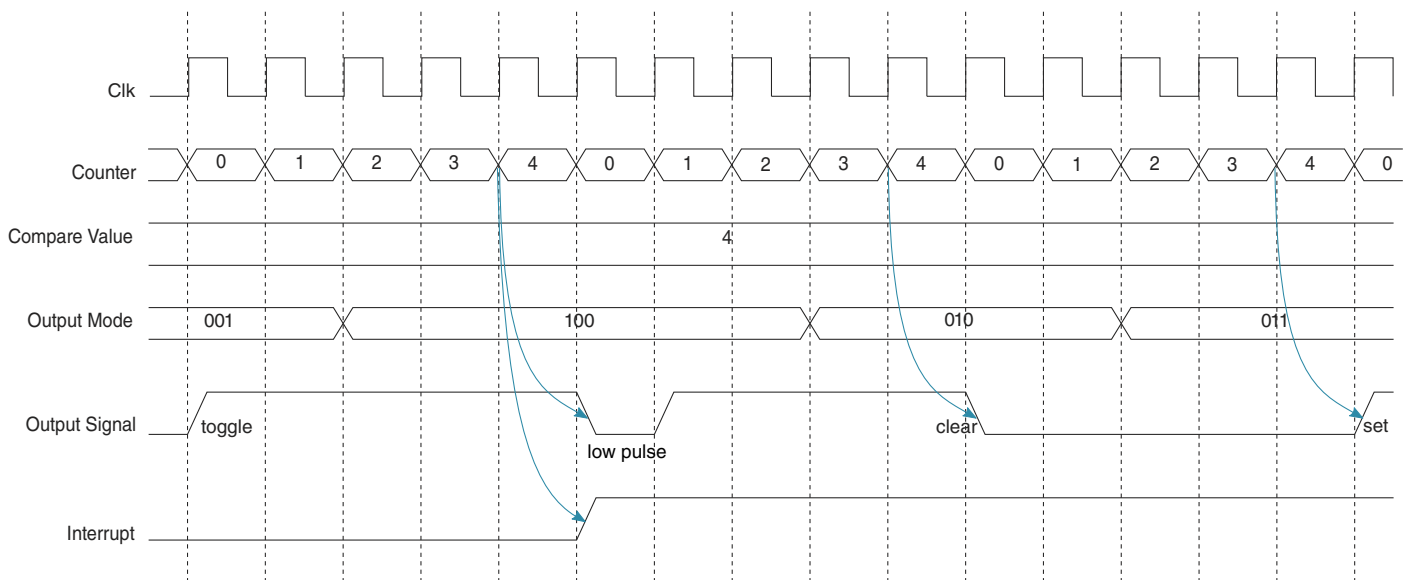 Clk
Counter 0 1 2 3 4 0 1 2 3 4 0 1 2 3 4 0
Compare Value 4
Output Mode 001 100 010 011
Output Signal toggle low pulse clear set
Interrupt